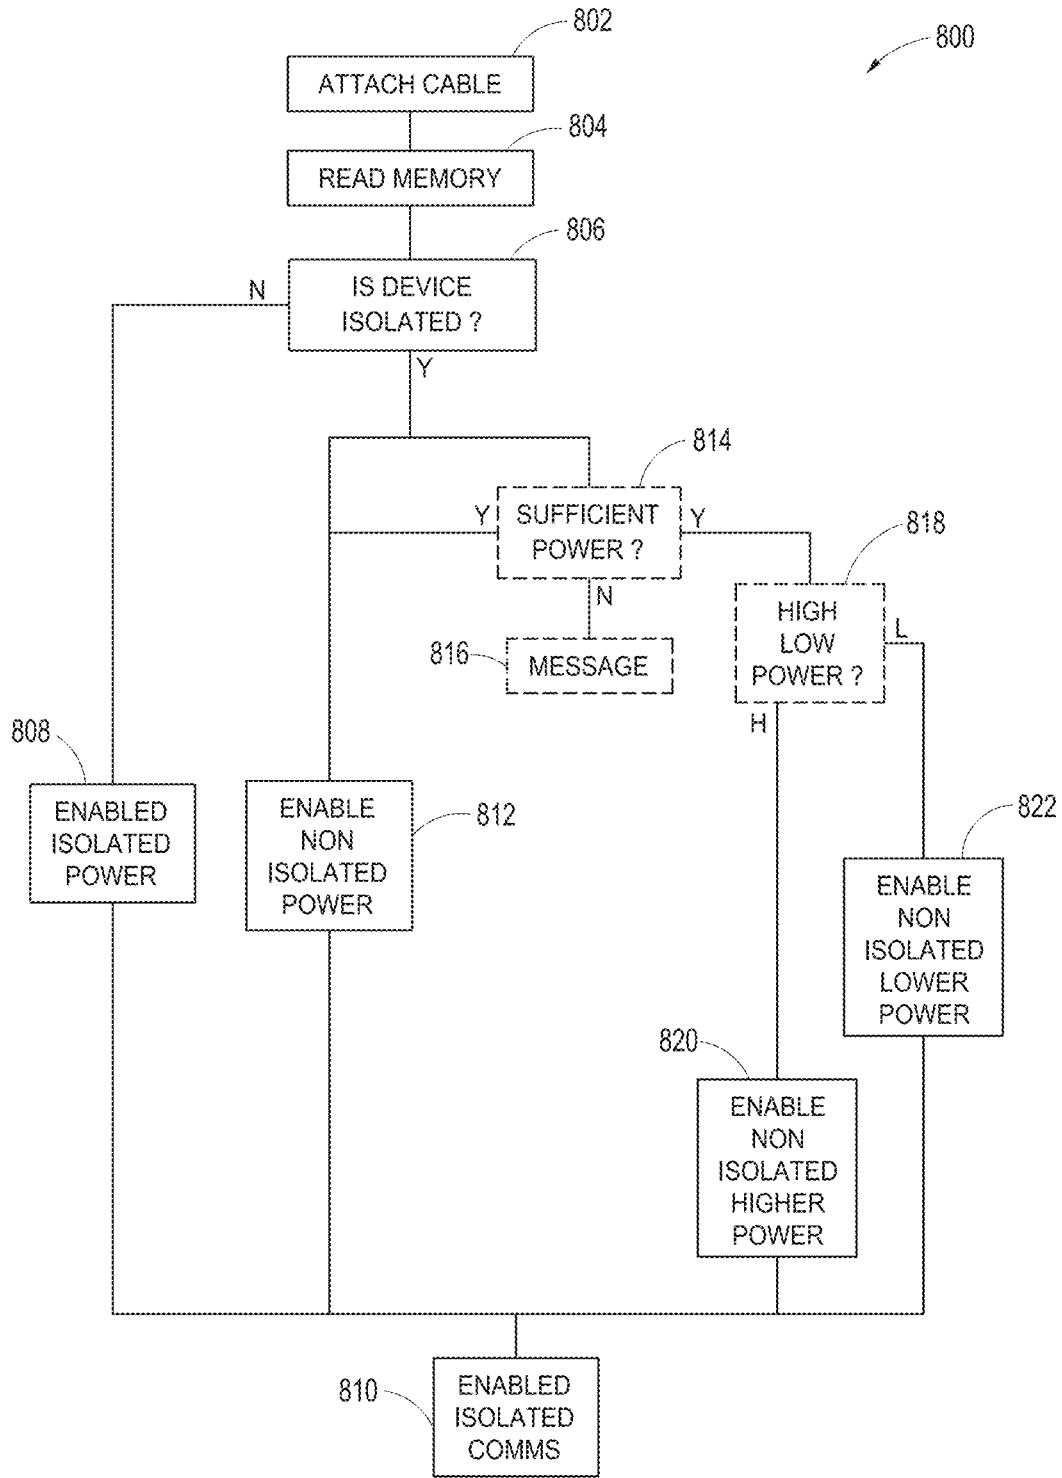 802
800
ATTACH CABLE
804
READ MEMORY
806
N
IS DEVICE
ISOLATED ?
Y
814
Y
SUFFICIENT
POWER ?
Y
818
N
HIGH
LOW
POWER ?
L
816
MESSAGE
H
808
ENABLED
ISOLATED
POWER
ENABLE
NON
ISOLATED
POWER
812
822
ENABLE
NON
ISOLATED
LOWER
POWER
820
ENABLE
NON
ISOLATED
HIGHER
POWER
810
ENABLED
ISOLATED
COMMS